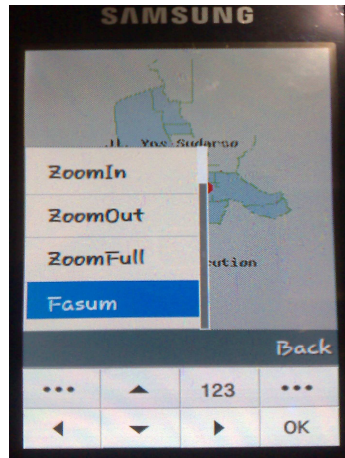 SAMSUNG
Jl. Yos Sudarso
ZoomIn
ZoomOut
ZoomFull
Fasum
Back
••• 123 •••
OK